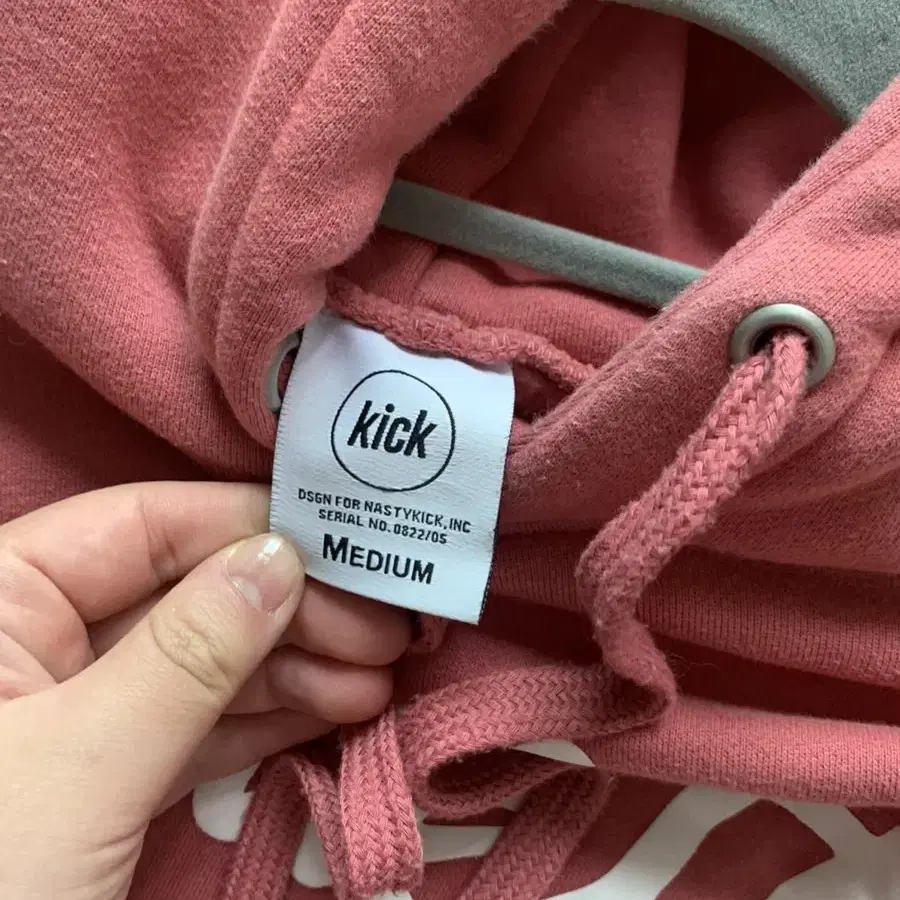 kick
DSGN FOR NASTYKICK,INC
SERIAL NO.0822/05
MEDIUM